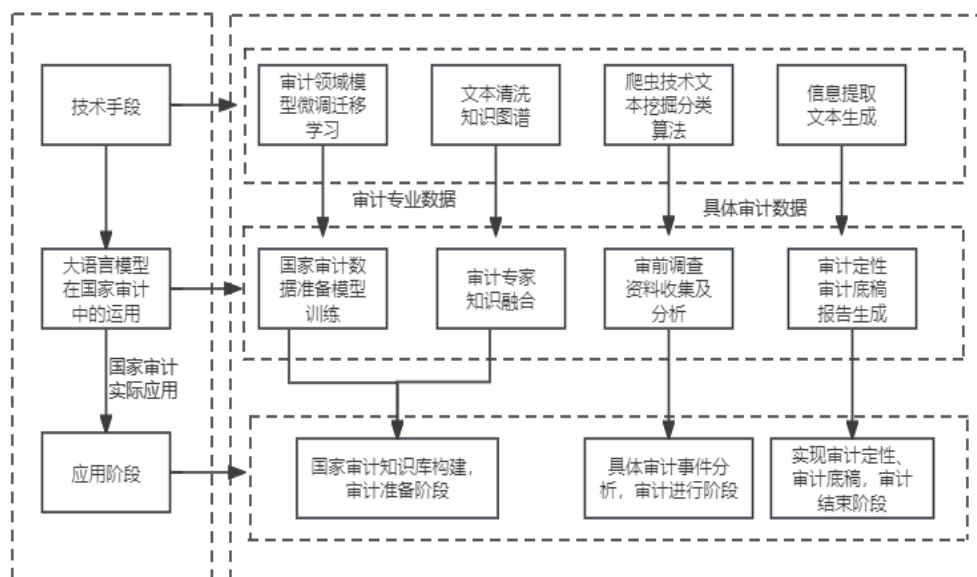 技术手段
审计领域模
型微调迁移
学习
文本清洗
知识图谱
爬虫技术文
本挖掘分类
算法
信息提取
文本生成
审计专业数据
具体审计数据
大语言模型
在国家审计
中的运用
国家审计数
据准备模型
训练
审计专家
知识融合
审前调查
资料收集及
分析
审计定性
审计底稿
报告生成
国家审计
实际应用
应用阶段
国家审计知识库构建，
审计准备阶段
具体审计事件分
析，审计进行阶段
实现审计定性、
审计底稿，审计
结束阶段